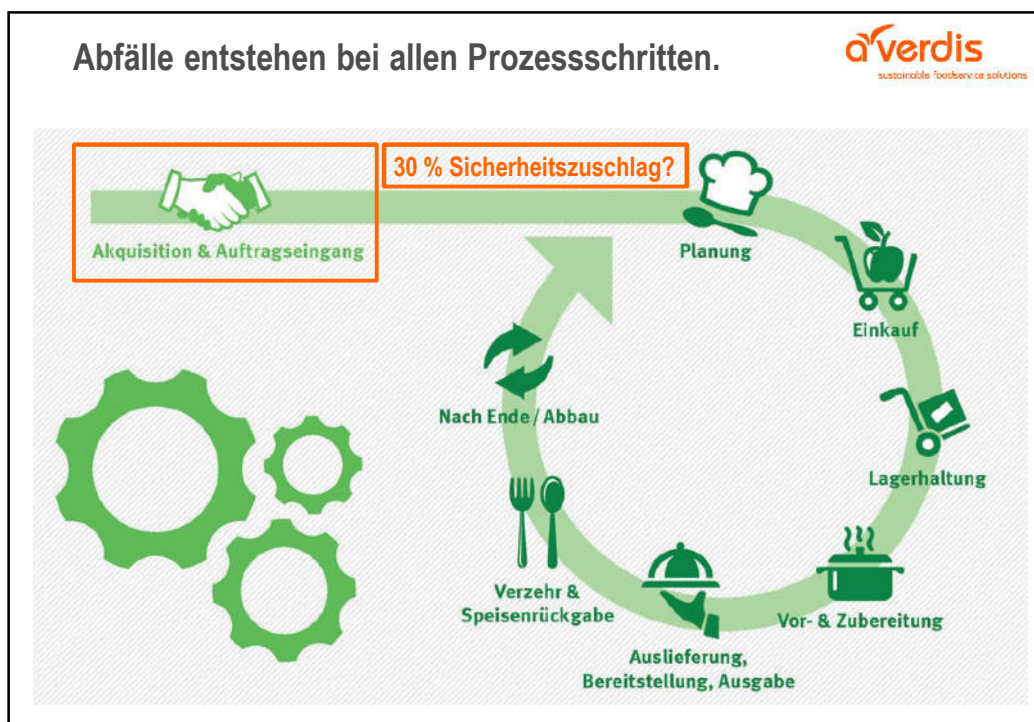 Abfälle entstehen bei allen Prozessschritten.
a'verdis
sustainable foodservice solutions
30 % Sicherheitszuschlag?
Akquisition & Auftragseingang
Planung
Einkauf
Lagerhaltung
Vor- & Zubereitung
Auslieferung,
Bereitstellung, Ausgabe
Verzehr &
Speisenrückgabe
Nach Ende / Abbau